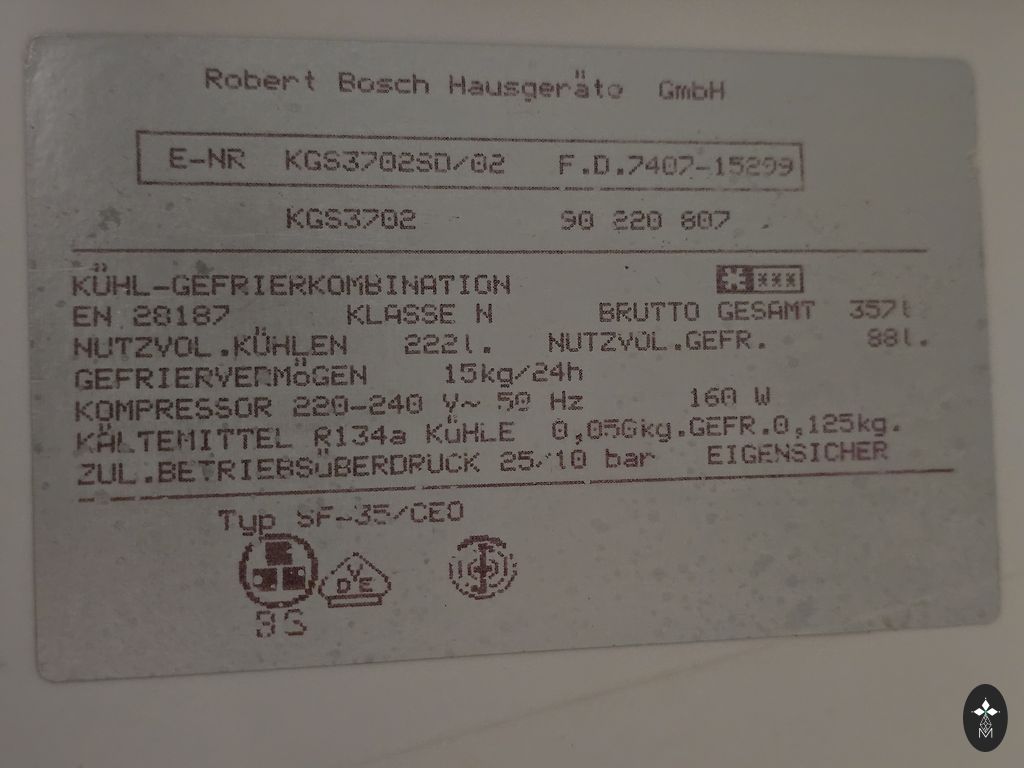 Robert Bosch Hausgeräte GmbH
E-NR KGS3702SD/02 F.D.7407-15299
KGS3702 90 220 807
KÜHL-GEFRIERKOMBINATION
EN 28187 KLASSE N BRUTTO GESAMT 357l
NUTZVOL.KÜHLEN 222l. NUTZVOL.GEFR. 88l.
GEFRIERVERMÖGEN 15kg/24h
KOMPRESSOR 220-240 V~ 50 Hz 160 W
KÄLTEMITTEL R134a KÜHLE 0,056kg.GEFR.0,125kg.
ZUL.BETRIEBSÜBERDRUCK 25/10 bar EIGENSICHER
Typ SF-35/CEO
VDE
M